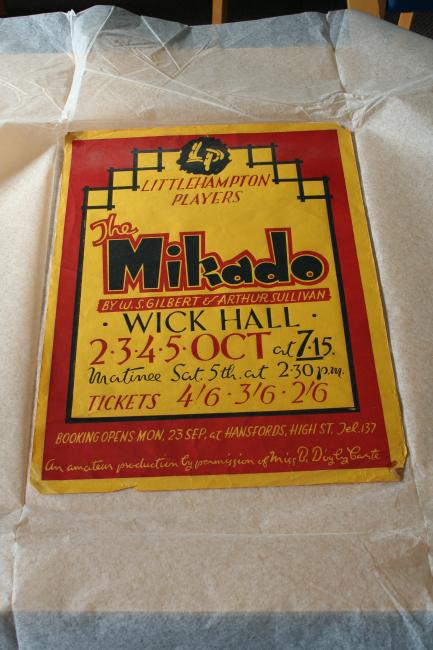 LP
LITTLEHAMPTON
PLAYERS
The
Mikado
BY W.S. GILBERT & ARTHUR SULLIVAN
· WICK HALL ·
2·3·4·5·OCT at 7.15.
Matinee Sat. 5th. at 2·30 p.m.
TICKETS 4/6 · 3/6 · 2/6
BOOKING OPENS MON, 23 SEP, at HANSFORDS, HIGH ST. Tel. 137
An amateur production by permission of Miss B. D'oyly Carte